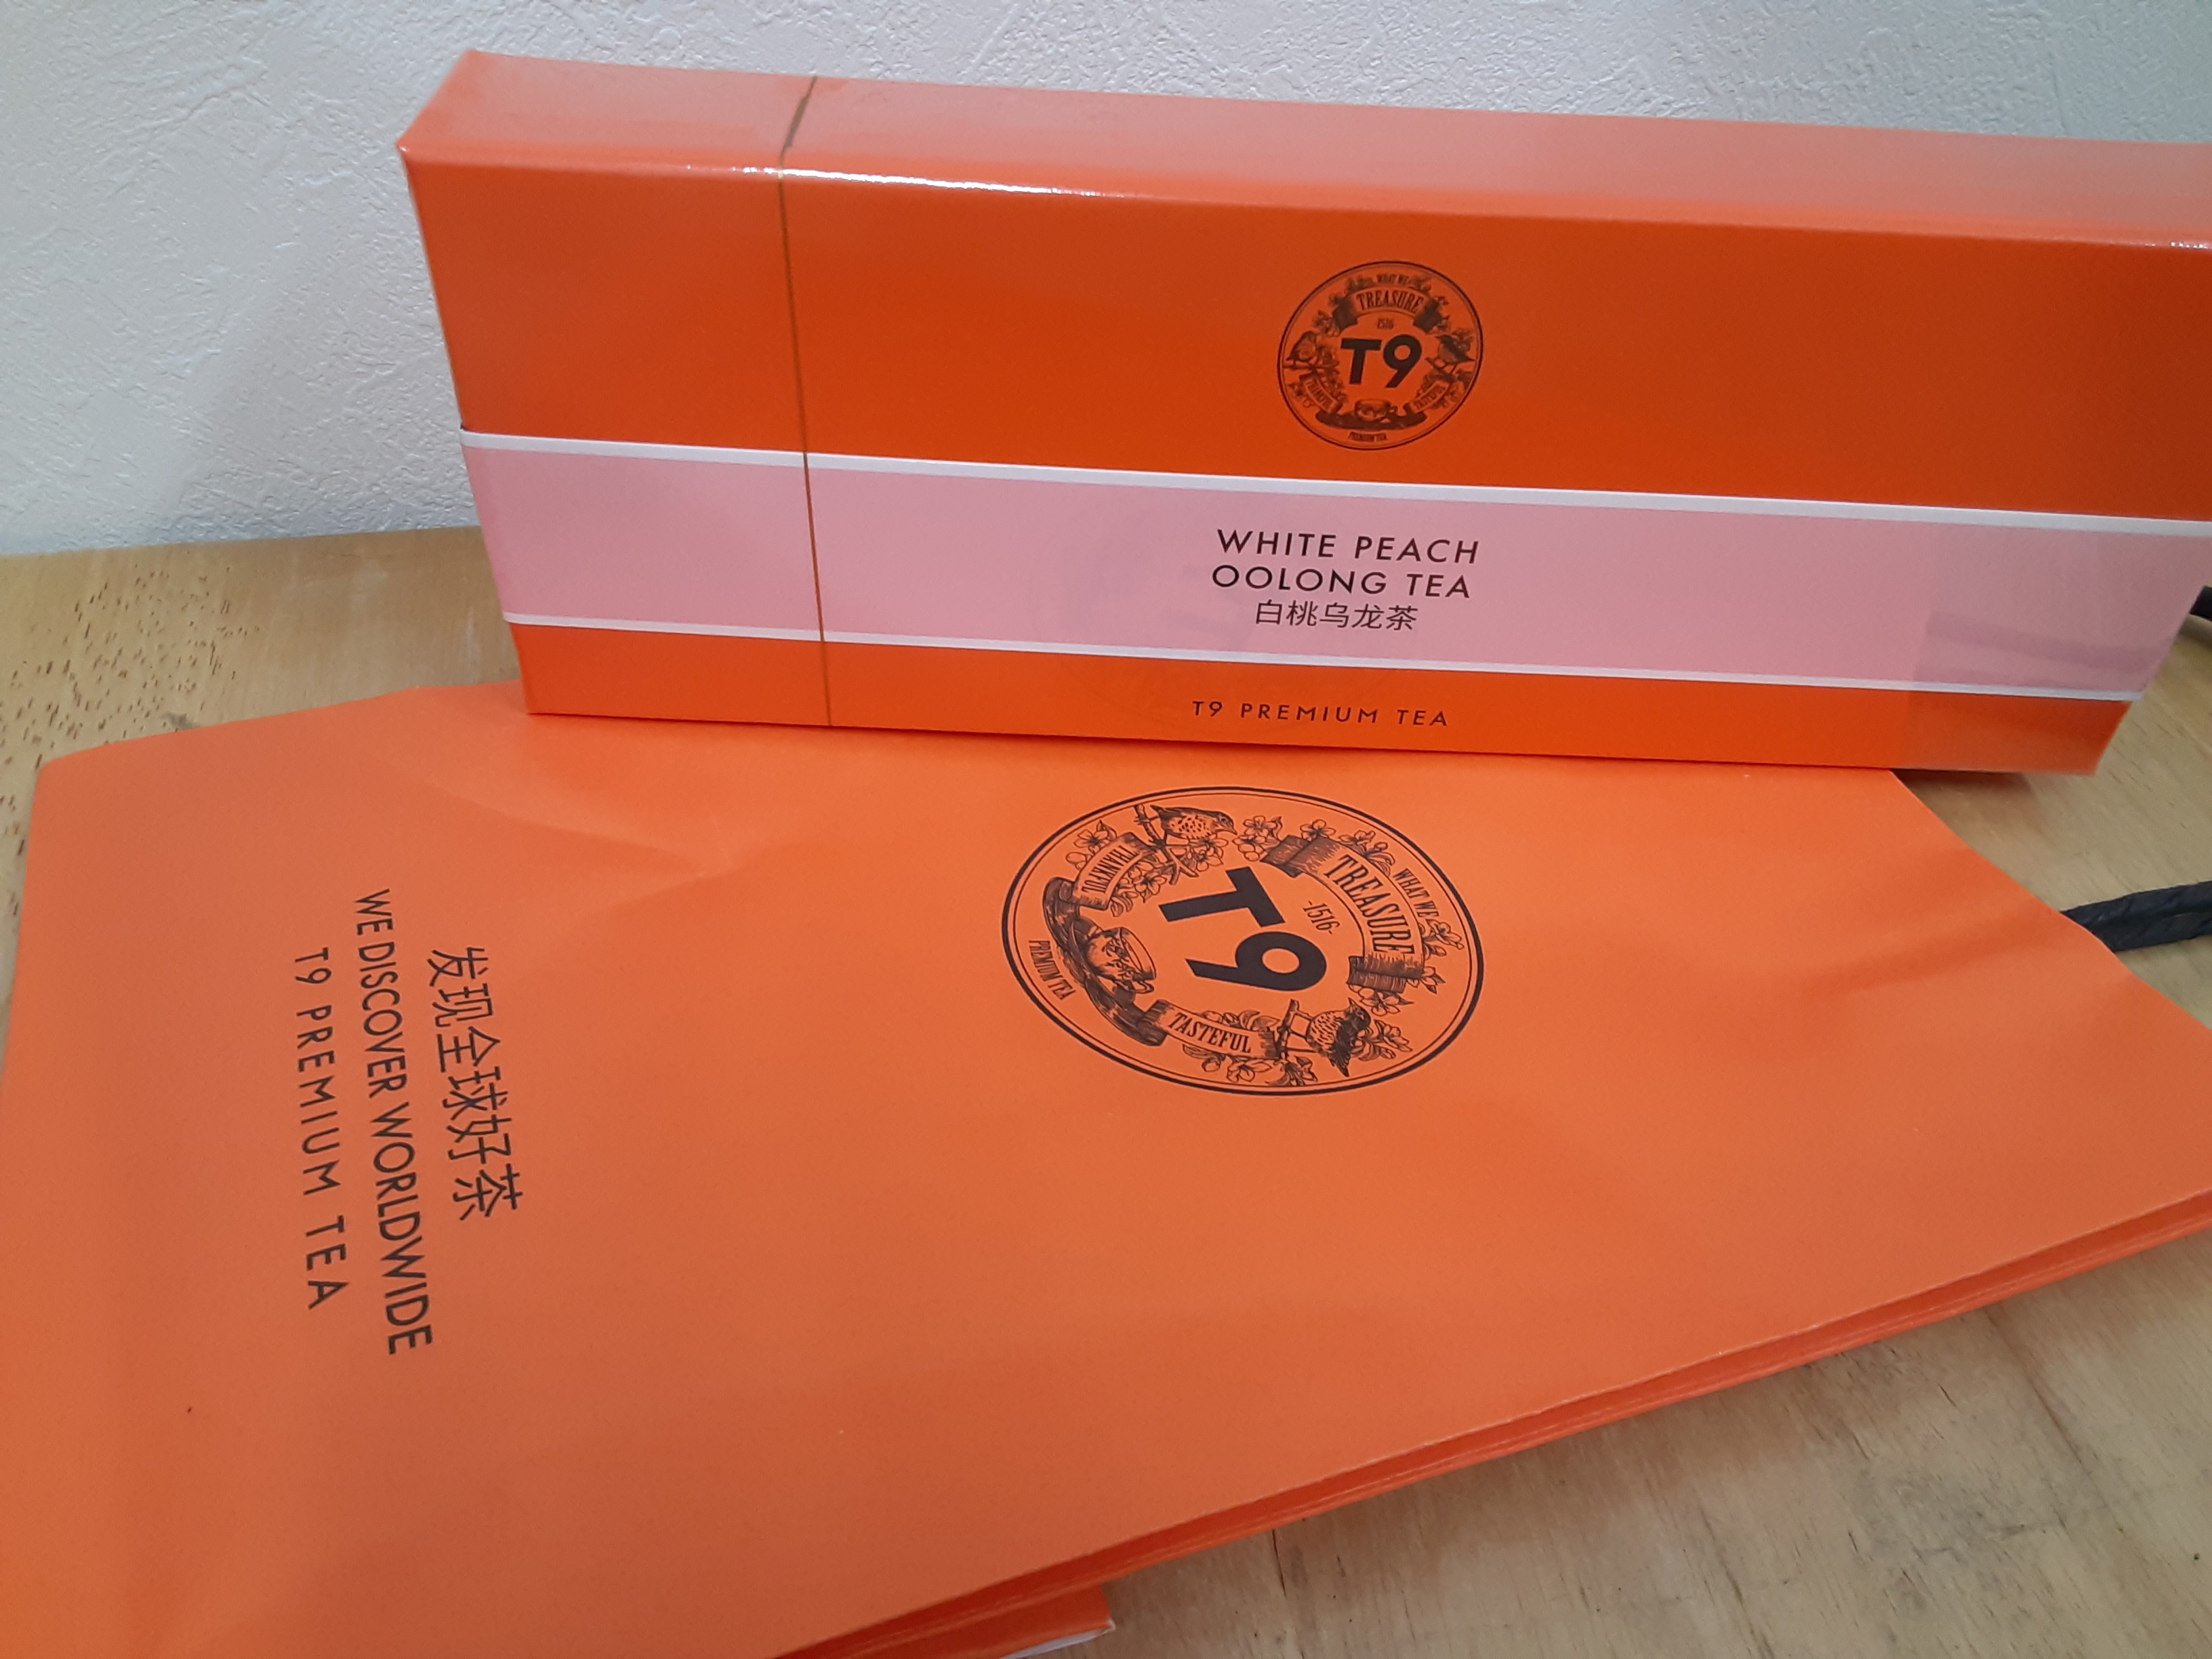 WHAT WE
TREASURE
-1516-
T9
PREMIUM TEA
WHITE PEACH
OOLONG TEA
白桃乌龙茶
T9 PREMIUM TEA
WHAT WE
TREASURE
-1516-
T9
THANKFUL
TASTEFUL
PREMIUM TEA
发现全球好茶
WE DISCOVER WORLDWIDE
T9 PREMIUM TEA